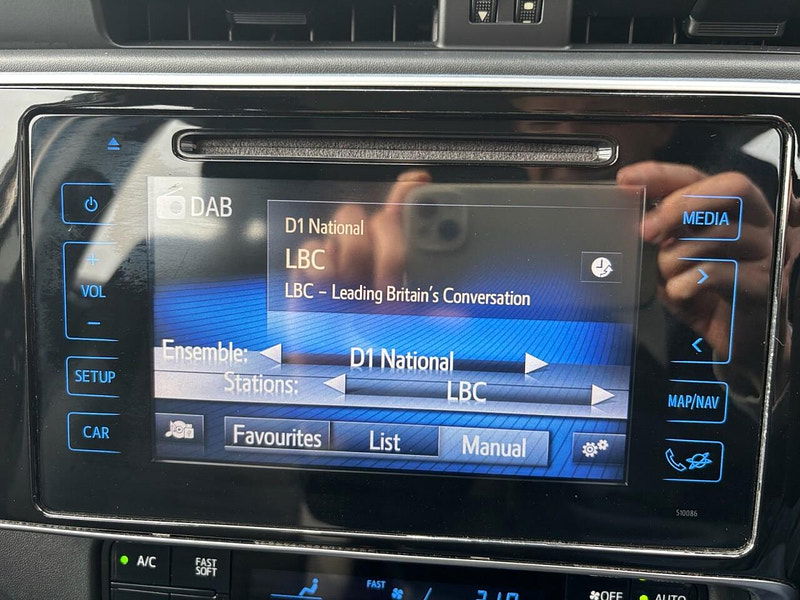 DAB
D1 National
LBC
LBC – Leading Britain's Conversation
Ensemble: D1 National
Stations: LBC
Favourites List Manual
+
VOL
−
SETUP
CAR
MEDIA
>
<
MAP/NAV
510086
A/C
FAST
SOFT
FAST
OFF
AUTO